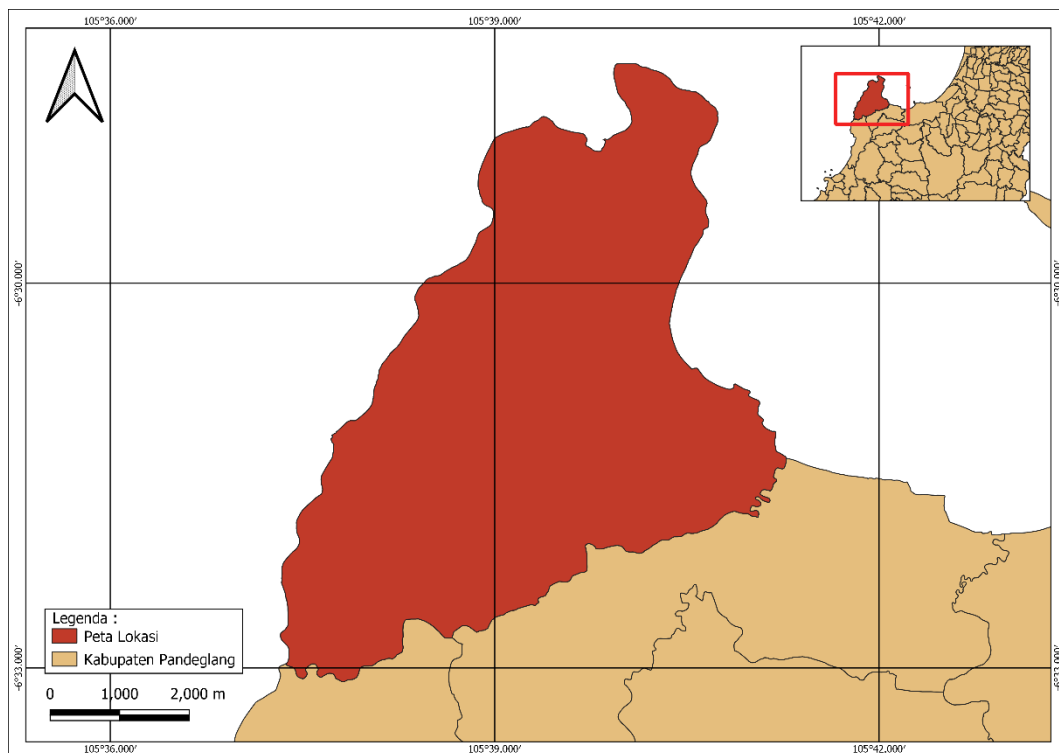 105°36.000' 105°39.000' 105°42.000'
-6°30.000' -6°30.000'
Legenda :
Peta Lokasi
Kabupaten Pandeglang
-6°33.000' -6°33.000'
0 1,000 2,000 m
105°36.000' 105°39.000' 105°42.000'